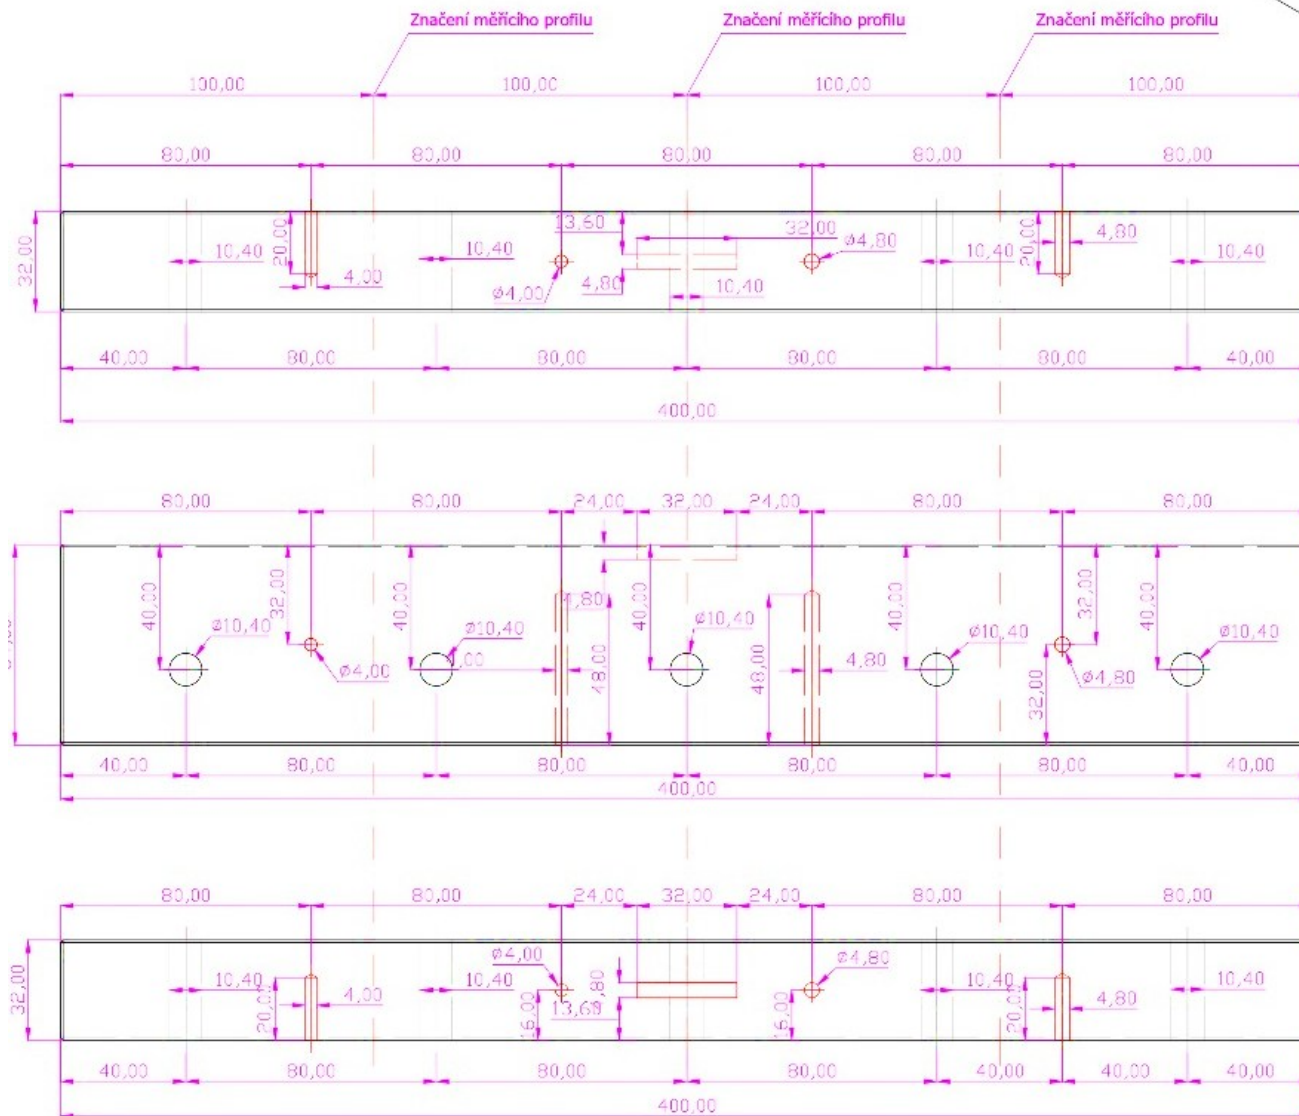 Značení měřícího profilu Značení měřícího profilu Značení měřícího profilu
100,00 100,00 100,00 100,00
80,00 80,00 80,00 80,00 80,00
32,00 20,00 13,60 32,00 20,00
10,40 10,40 ø4,80 10,40 4,80 10,40
4,00 ø4,00 4,80 10,40
40,00 80,00 80,00 80,00 80,00 40,00
400,00
80,00 80,00 24,00 32,00 24,00 80,00 80,00
40,00 32,00 40,00 4,80 40,00 40,00 32,00 40,00
ø10,40 ø10,40 ø10,40 ø10,40 ø10,40
ø4,00 48,00 48,00 4,80 32,00 ø4,80
40,00 80,00 80,00 80,00 80,00 40,00
400,00
80,00 80,00 24,00 32,00 24,00 80,00 80,00
32,00 ø4,00 ø4,80
10,40 10,40 10,40 10,40
20,00 4,00 16,00 13,60 4,80 16,00 20,00 4,80
40,00 80,00 80,00 80,00 40,00 40,00 40,00
400,00